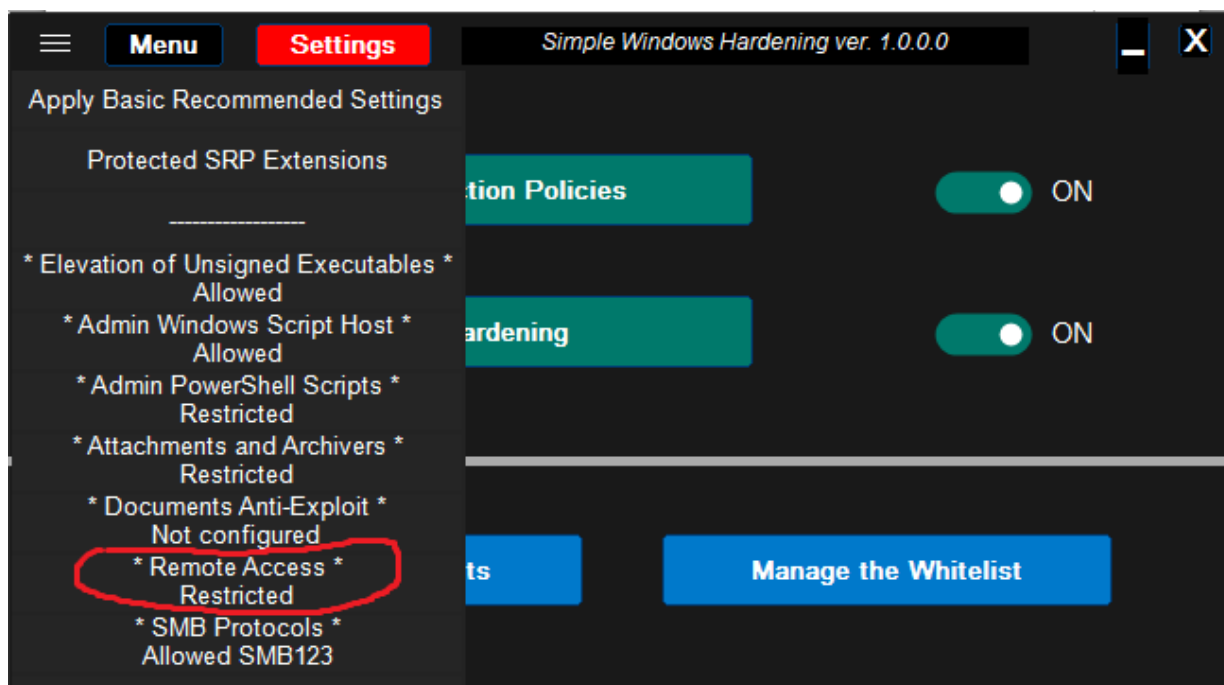 Menu
Settings
Simple Windows Hardening ver. 1.0.0.0
_
X
Apply Basic Recommended Settings
Protected SRP Extensions
------------------
tion Policies
ON
* Elevation of Unsigned Executables *
Allowed
* Admin Windows Script Host *
Allowed
ardening
ON
* Admin PowerShell Scripts *
Restricted
* Attachments and Archivers *
Restricted
* Documents Anti-Exploit *
Not configured
* Remote Access *
Restricted
ts
Manage the Whitelist
* SMB Protocols *
Allowed SMB123